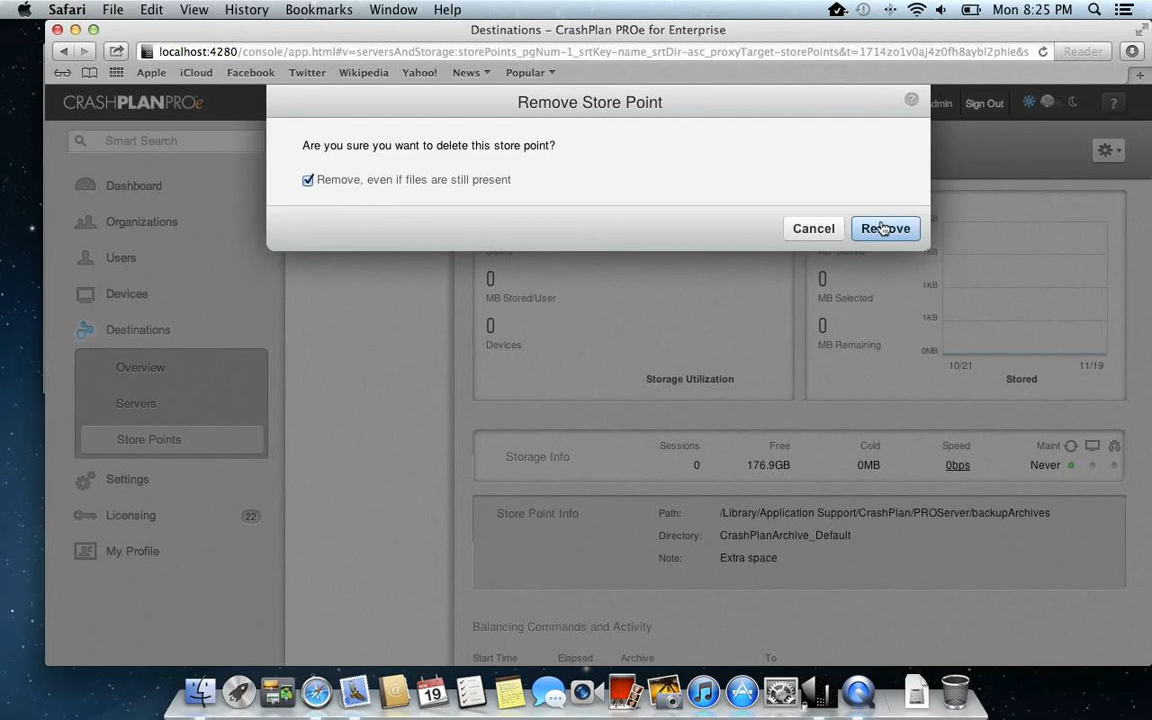 Safari File Edit View History Bookmarks Window Help Mon 8:25 PM
Destinations – CrashPlan PROe for Enterprise
localhost:4280/console/app.html#v=serversAndStorage:storePoints_pgNum-1_srtKey-name_srtDir-asc_proxyTarget-storePoints&t=1714zo1v0aj4z0fh8aybl2phie&s Reader
Apple iCloud Facebook Twitter Wikipedia Yahoo! News Popular
CRASHPLANPROe
Remove Store Point
?
Sign Out
?
Smart Search
Are you sure you want to delete this store point?
Remove, even if files are still present
Cancel
Remove
Dashboard
Organizations
Users
Devices
Destinations
Overview
Servers
Store Points
Settings
Licensing 22
My Profile
0
MB Stored/User
0
Devices
Storage Utilization
0
MB Selected
0
MB Remaining
1KB
1KB
1KB
0MB
10/21 11/19
Stored
Storage Info
Sessions Free Cold Speed Maint
0 176.9GB 0MB 0bps Never
Store Point Info
Path: /Library/Application Support/CrashPlan/PROServer/backupArchives
Directory: CrashPlanArchive_Default
Note: Extra space
Balancing Commands and Activity
Start Time Elapsed Archive To
19